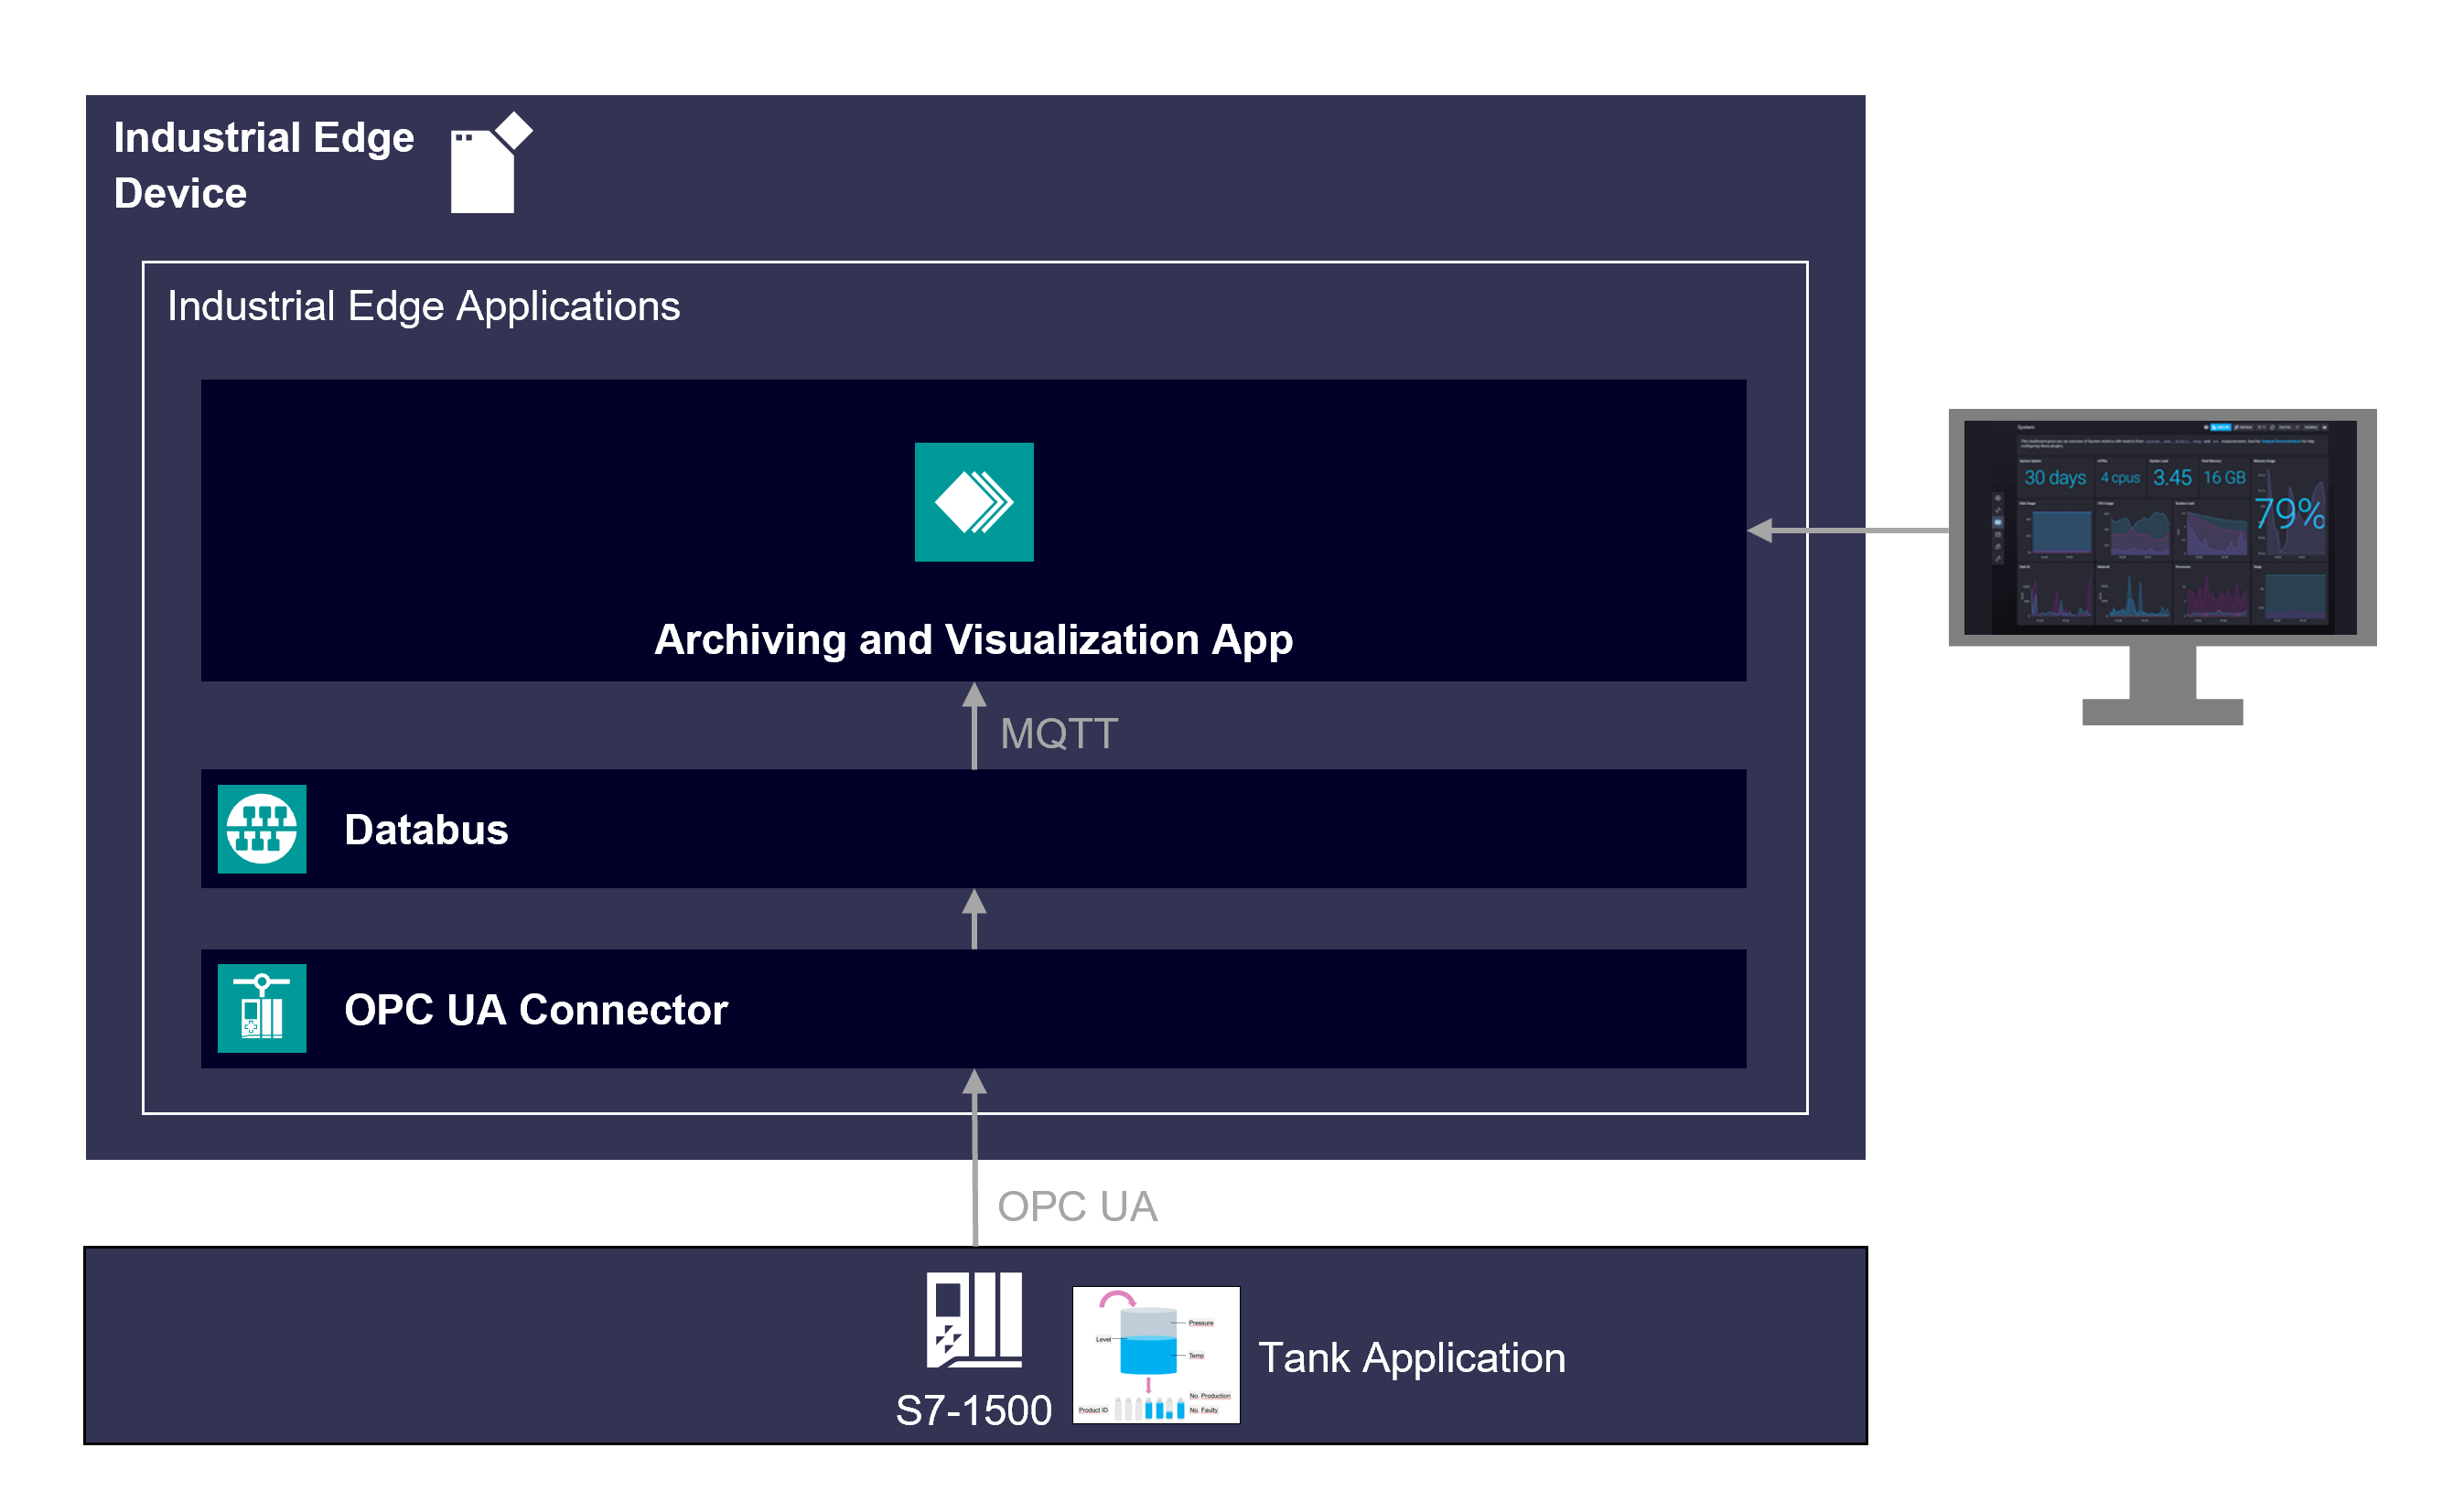 Industrial Edge
Device
Industrial Edge Applications
Archiving and Visualization App
MQTT
Databus
OPC UA Connector
OPC UA
S7-1500
Tank Application
Pressure
Level
Temp
No. Production
Product ID
No. Faulty
System
30 days
4 cpus
3.45
16 GB
79%